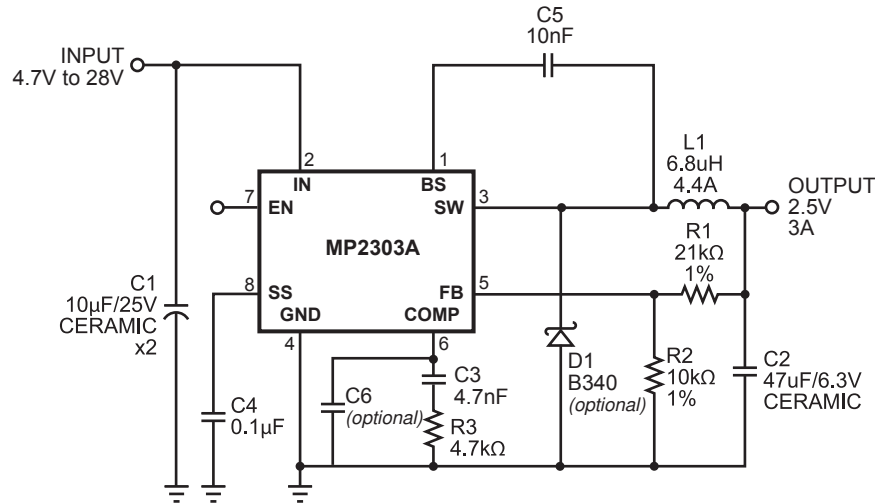 C5
10nF
INPUT
4.7V to 28V
2
1
IN
BS
7
EN
SW
3
L1
6.8uH
4.4A
OUTPUT
2.5V
3A
MP2303A
R1
21kΩ
1%
C1
10µF/25V
CERAMIC
x2
8
SS
FB
5
GND
COMP
4
6
C4
0.1µF
C6
(optional)
C3
4.7nF
R3
4.7kΩ
D1
B340
(optional)
R2
10kΩ
1%
C2
47uF/6.3V
CERAMIC